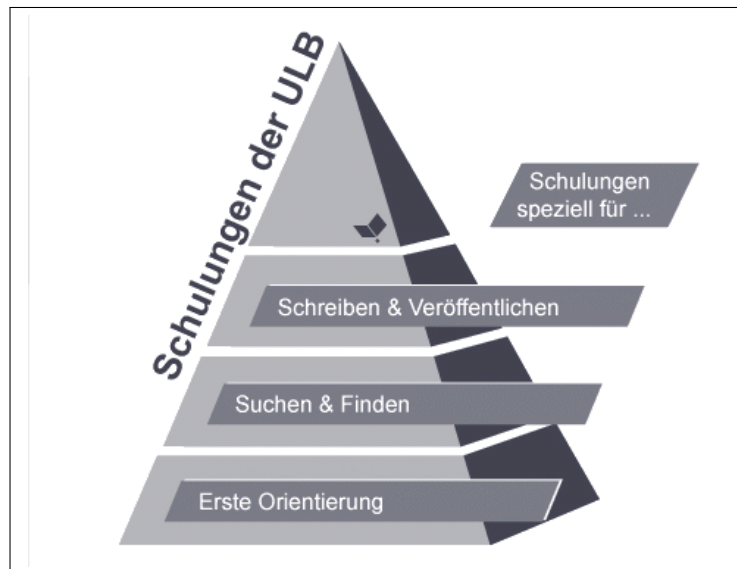 Schulungen der ULB
Schulungen
speziell für ...
Schreiben & Veröffentlichen
Suchen & Finden
Erste Orientierung